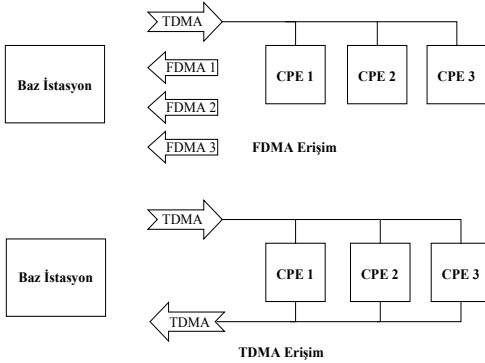 TDMA
Baz İstasyon
FDMA 1
FDMA 2
FDMA 3
CPE 1
CPE 2
CPE 3
FDMA Erişim
TDMA
Baz İstasyon
CPE 1
CPE 2
CPE 3
TDMA
TDMA Erişim